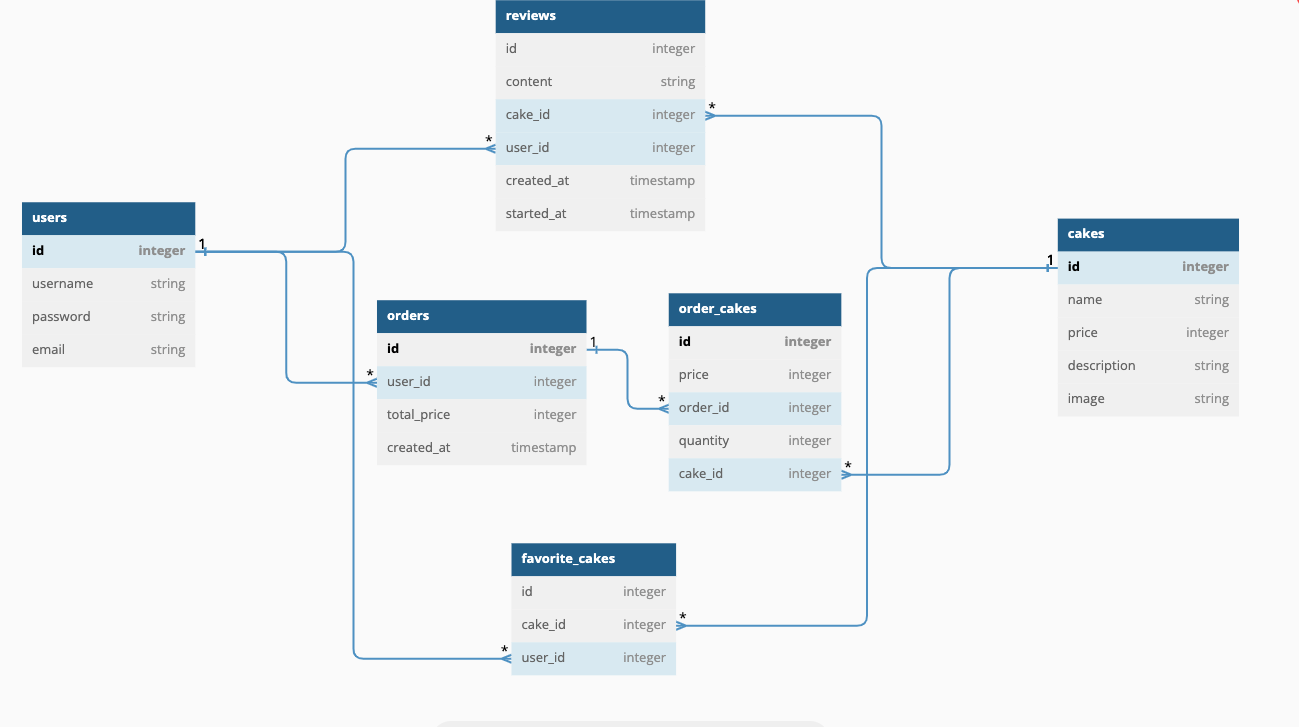 reviews
id integer
content string
cake_id integer *
* user_id integer
created_at timestamp
started_at timestamp
users
id integer 1
username string
password string
email string
cakes
1 id integer
name string
price integer
description string
image string
orders
id integer 1
* user_id integer
total_price integer
created_at timestamp
order_cakes
id integer
price integer
* order_id integer
quantity integer
cake_id integer *
favorite_cakes
id integer
cake_id integer *
* user_id integer